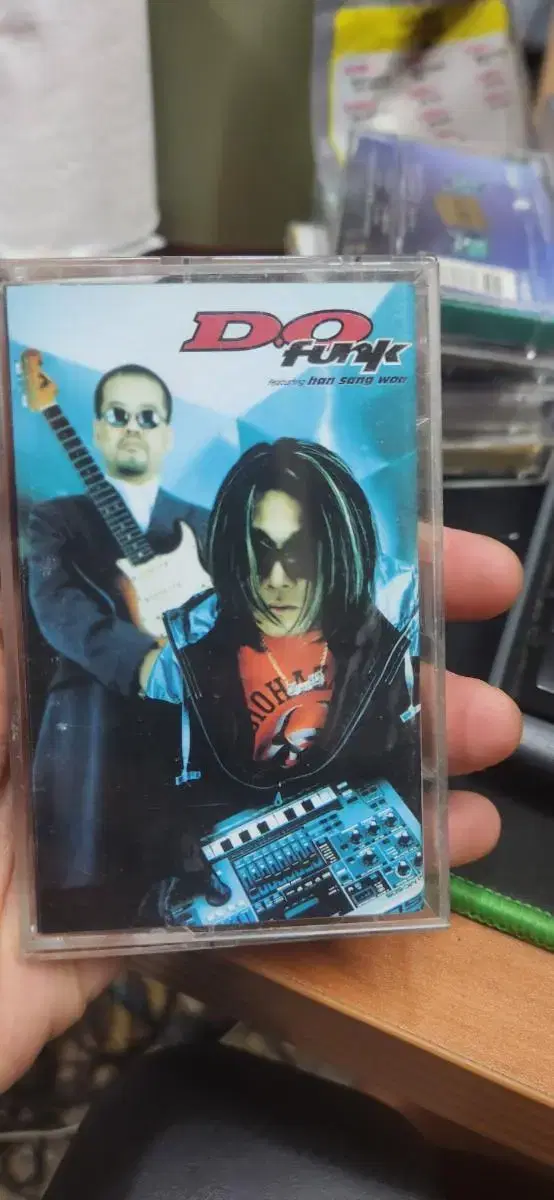 D.O
funk
Featuring han sang won